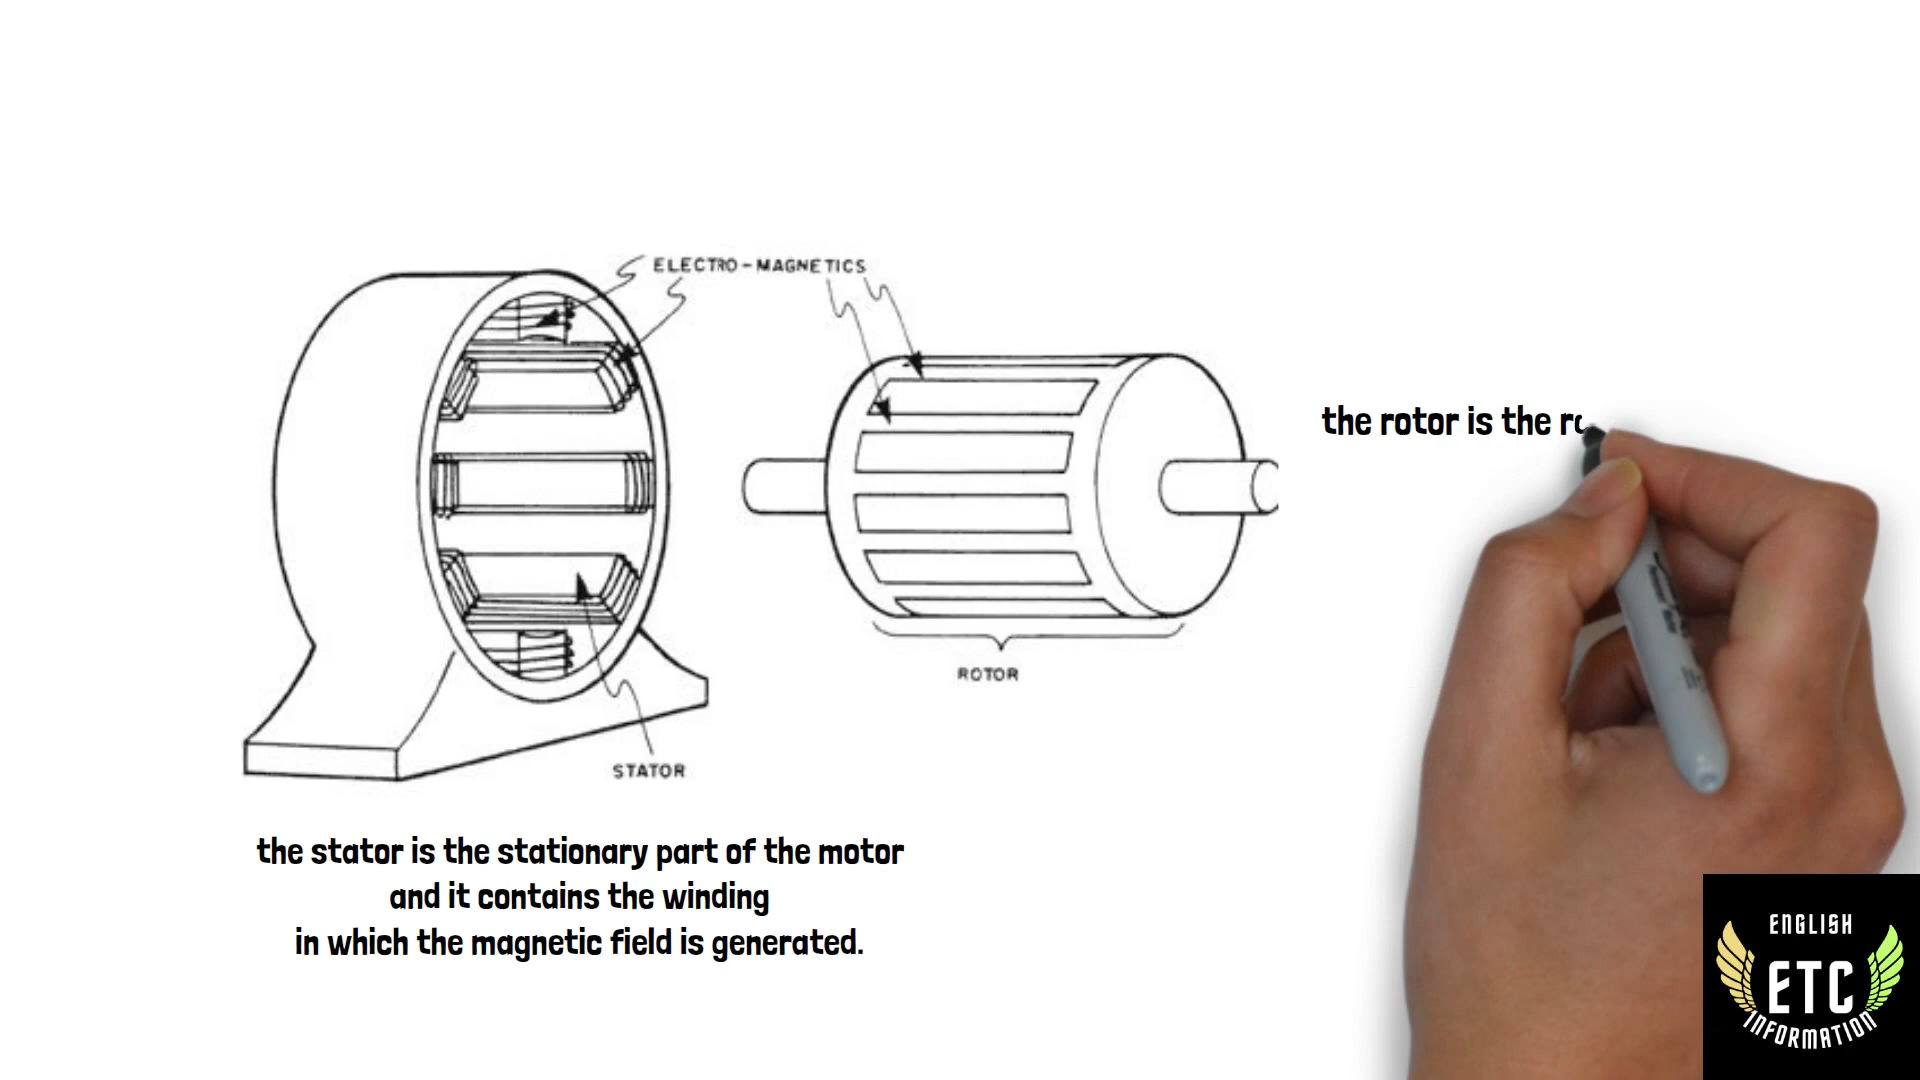 ELECTRO-MAGNETICS
the rotor is the
ROTOR
STATOR
the stator is the stationary part of the motor
and it contains the winding
in which the magnetic field is generated.
ENGLISH
ETC
INFORMATION